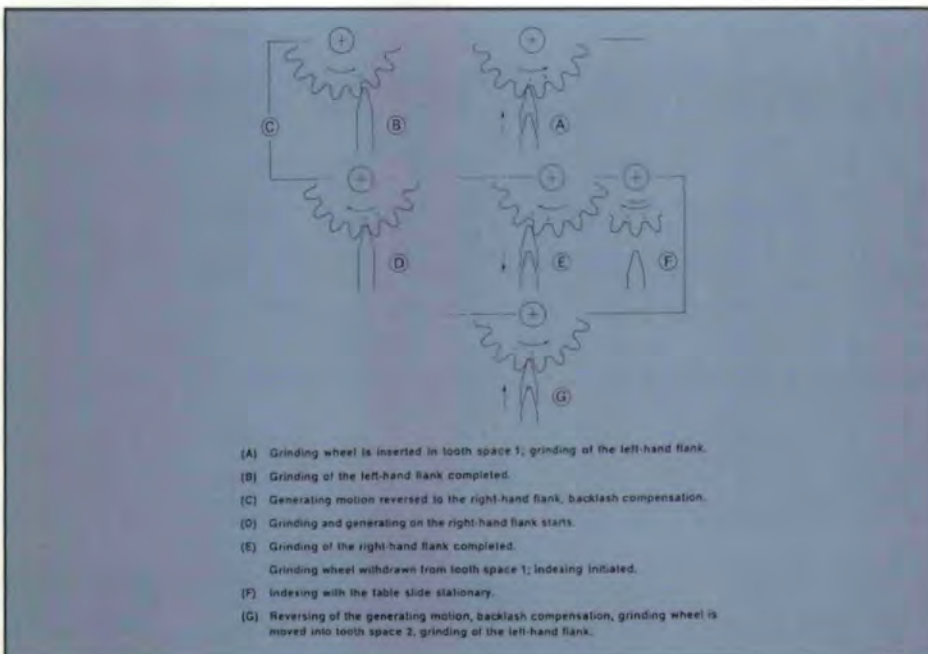 C
B
A
D
E
F
G
(A) Grinding wheel is inserted in tooth space 1; grinding of the left-hand flank.
(B) Grinding of the left-hand flank completed.
(C) Generating motion reversed to the right-hand flank, backlash compensation.
(D) Grinding and generating on the right-hand flank starts.
(E) Grinding of the right-hand flank completed.
Grinding wheel withdrawn from tooth space 1; indexing initiated.
(F) Indexing with the table slide stationary.
(G) Reversing of the generating motion, backlash compensation, grinding wheel is
moved into tooth space 2, grinding of the left-hand flank.